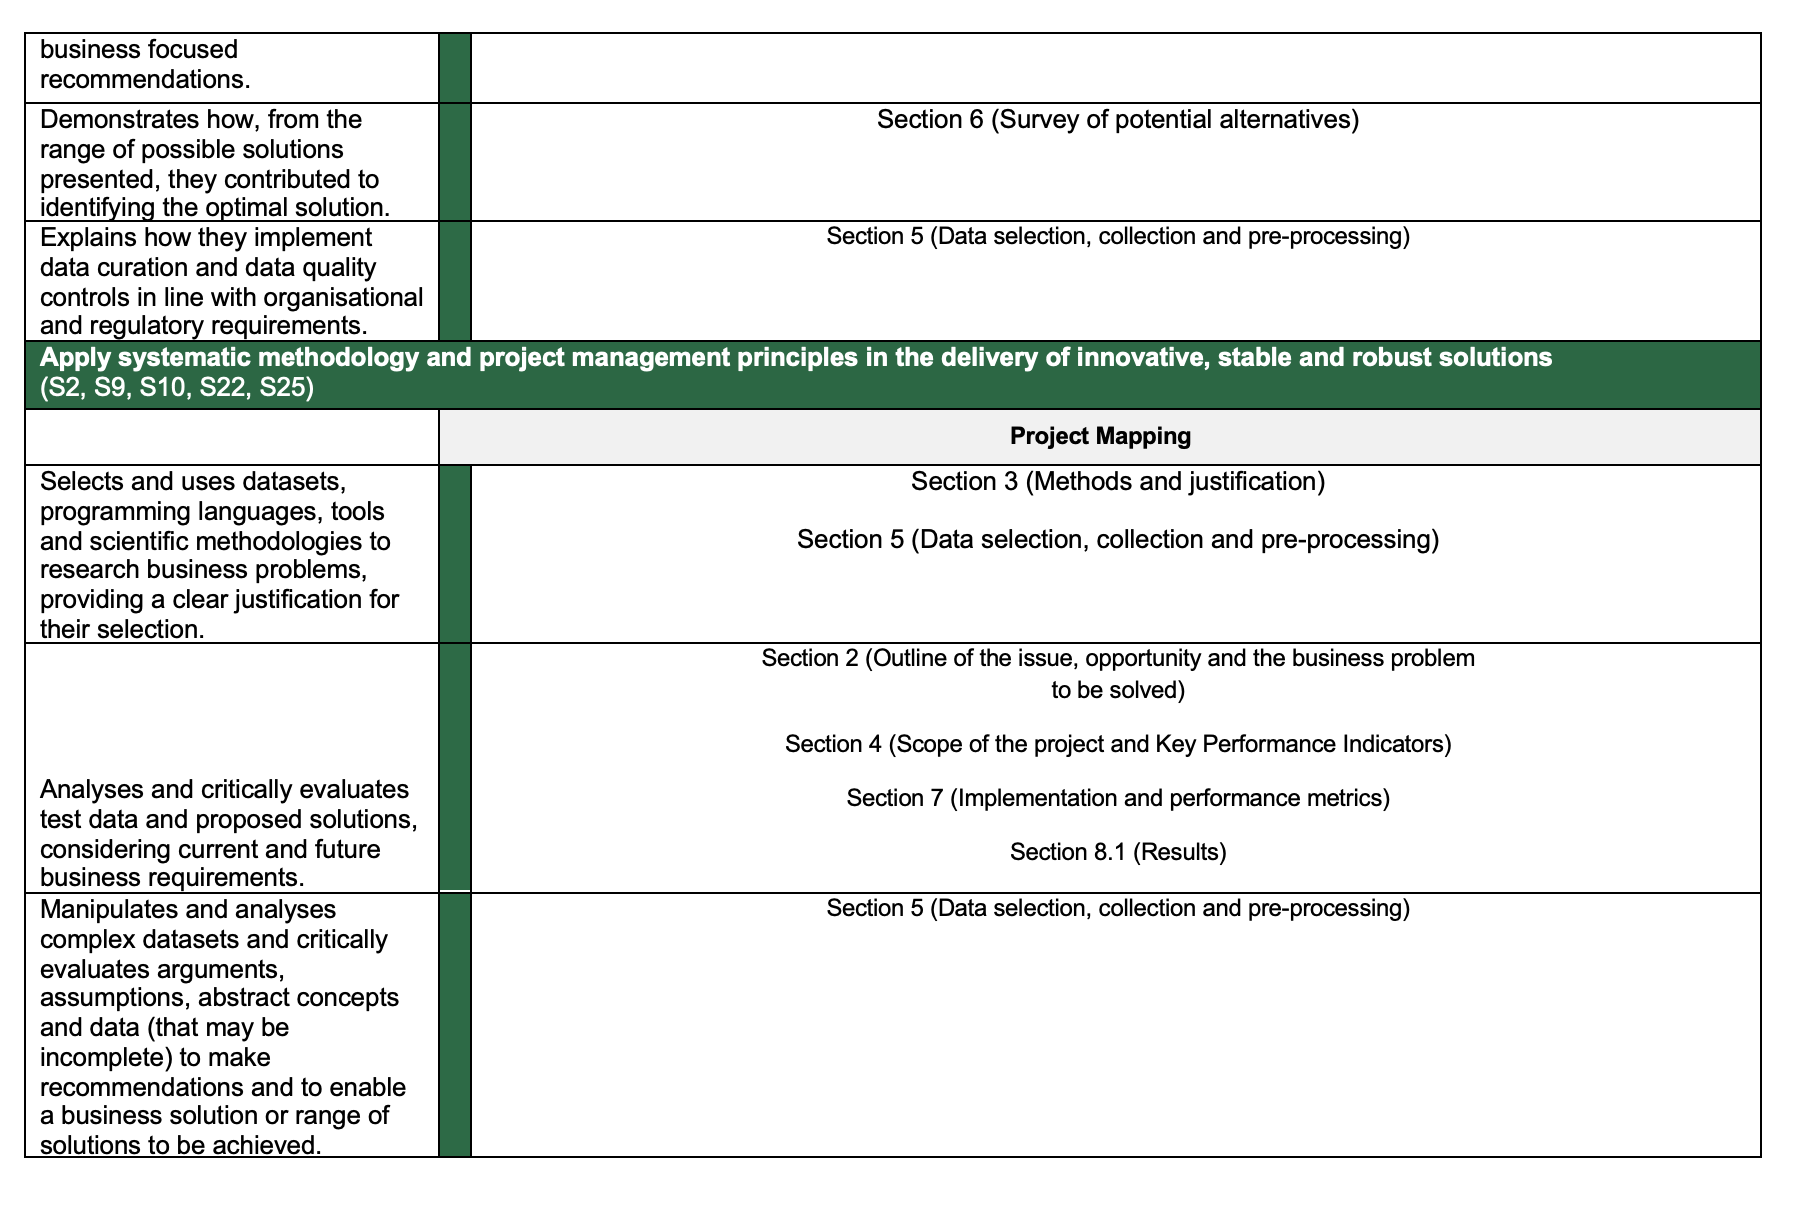 business focused
recommendations.
Demonstrates how, from the
range of possible solutions
presented, they contributed to
identifying the optimal solution.
Section 6 (Survey of potential alternatives)
Explains how they implement
data curation and data quality
controls in line with organisational
and regulatory requirements.
Section 5 (Data selection, collection and pre-processing)
Apply systematic methodology and project management principles in the delivery of innovative, stable and robust solutions
(S2, S9, S10, S22, S25)
Project Mapping
Selects and uses datasets,
programming languages, tools
and scientific methodologies to
research business problems,
providing a clear justification for
their selection.
Section 3 (Methods and justification)
Section 5 (Data selection, collection and pre-processing)
Analyses and critically evaluates
test data and proposed solutions,
considering current and future
business requirements.
Section 2 (Outline of the issue, opportunity and the business problem
to be solved)
Section 4 (Scope of the project and Key Performance Indicators)
Section 7 (Implementation and performance metrics)
Section 8.1 (Results)
Manipulates and analyses
complex datasets and critically
evaluates arguments,
assumptions, abstract concepts
and data (that may be
incomplete) to make
recommendations and to enable
a business solution or range of
solutions to be achieved.
Section 5 (Data selection, collection and pre-processing)